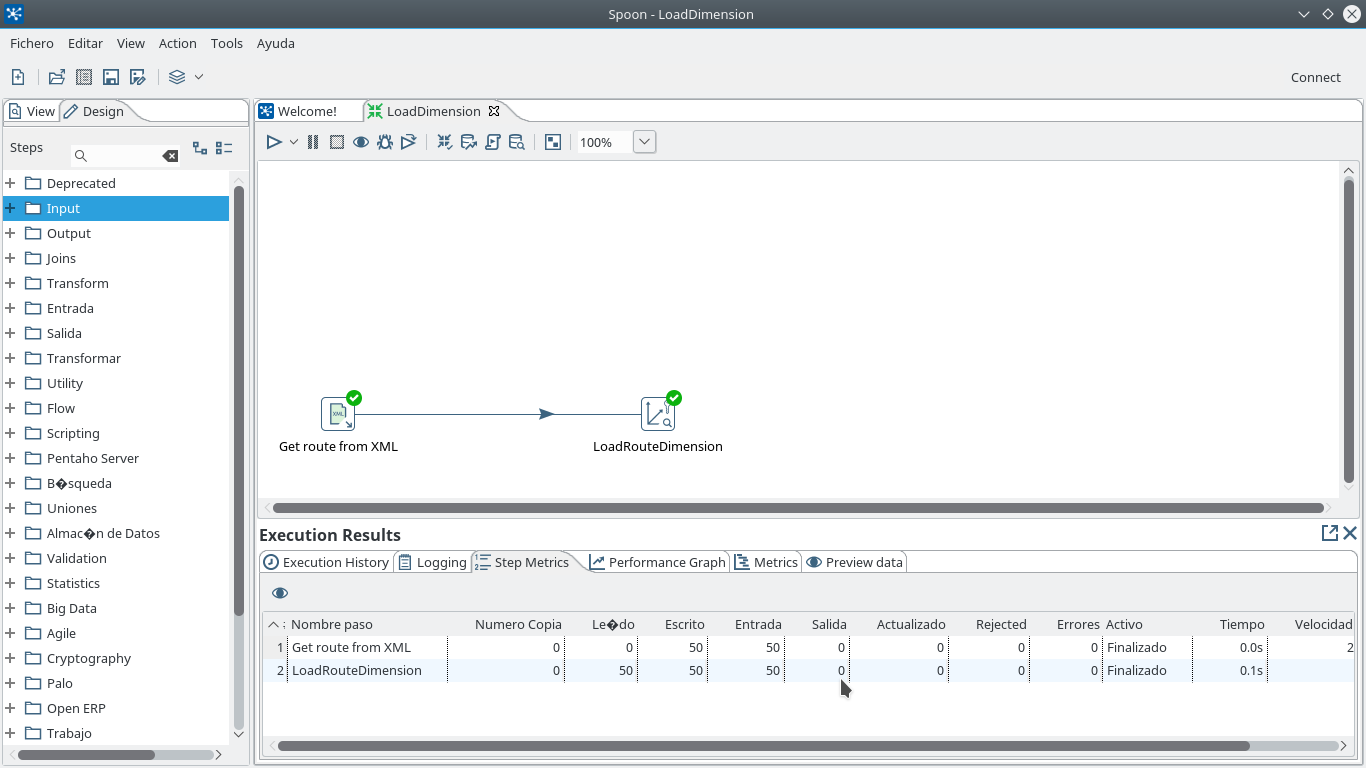 Spoon - LoadDimension
Fichero Editar View Action Tools Ayuda
Connect
View Design
Welcome! LoadDimension
Steps
100%
Deprecated
Input
Output
Joins
Transform
Entrada
Salida
Transformar
Utility
Flow
Scripting
Pentaho Server
B�squeda
Uniones
Almac�n de Datos
Validation
Statistics
Big Data
Agile
Cryptography
Palo
Open ERP
Trabajo
XML
Get route from XML LoadRouteDimension
Execution Results
Execution History Logging Step Metrics Performance Graph Metrics Preview data
Nombre paso Numero Copia Le�do Escrito Entrada Salida Actualizado Rejected Errores Activo Tiempo Velocidad
1 Get route from XML 0 0 50 50 0 0 0 0 Finalizado 0.0s 2
2 LoadRouteDimension 0 50 50 50 0 0 0 0 Finalizado 0.1s